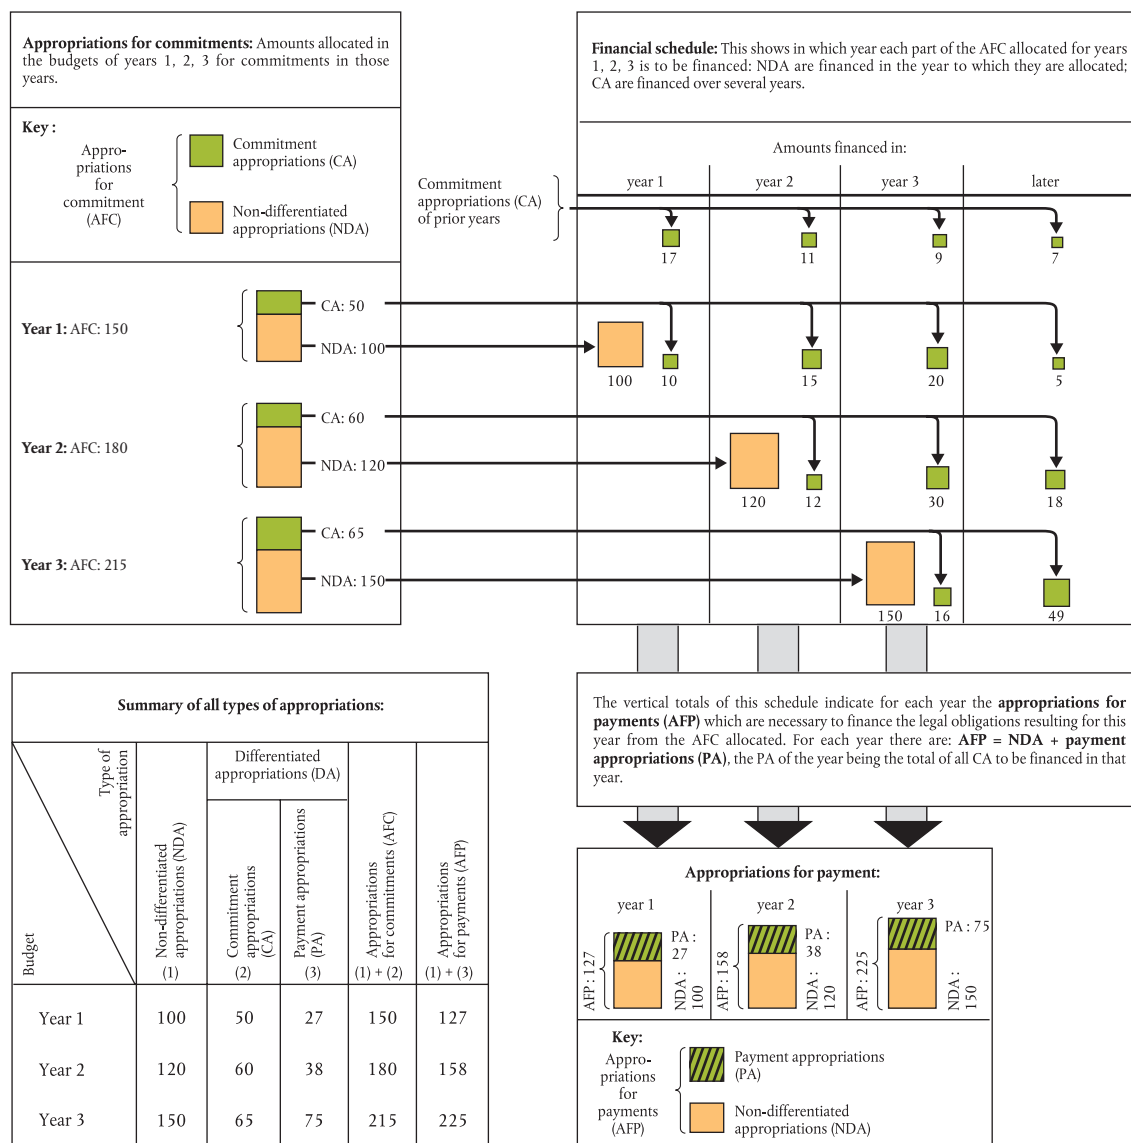 Appropriations for commitments: Amounts allocated in
the budgets of years 1, 2, 3 for commitments in those
years.
Key :
Appro-
priations
for
commitment
(AFC)
Commitment
appropriations (CA)
Non-differentiated
appropriations (NDA)
Financial schedule: This shows in which year each part of the AFC allocated for years
1, 2, 3 is to be financed: NDA are financed in the year to which they are allocated;
CA are financed over several years.
Amounts financed in:
year 1 year 2 year 3 later
Commitment
appropriations (CA)
of prior years
17 11 9 7
Year 1: AFC: 150
CA: 50
NDA: 100
100 10 15 20 5
Year 2: AFC: 180
CA: 60
NDA: 120
120 12 30 18
Year 3: AFC: 215
CA: 65
NDA: 150
150 16 49
Summary of all types of appropriations:
Type of
appropriation
Budget
Differentiated
appropriations (DA)
Non-differentiated
appropriations (NDA)
(1)
Commitment
appropriations
(CA)
(2)
Payment appropriations
(PA)
(3)
Appropriations
for commitments (AFC)
(1) + (2)
Appropriations
for payments (AFP)
(1) + (3)
Year 1 100 50 27 150 127
Year 2 120 60 38 180 158
Year 3 150 65 75 215 225
The vertical totals of this schedule indicate for each year the appropriations for
payments (AFP) which are necessary to finance the legal obligations resulting for this
year from the AFC allocated. For each year there are: AFP = NDA + payment
appropriations (PA), the PA of the year being the total of all CA to be financed in that
year.
Appropriations for payment:
year 1
AFP : 127
PA :
27
NDA :
100
year 2
AFP : 158
PA :
38
NDA :
120
year 3
AFP : 225
PA : 75
NDA :
150
Key:
Appro-
priations
for
payments
(AFP)
Payment appropriations
(PA)
Non-differentiated
appropriations (NDA)